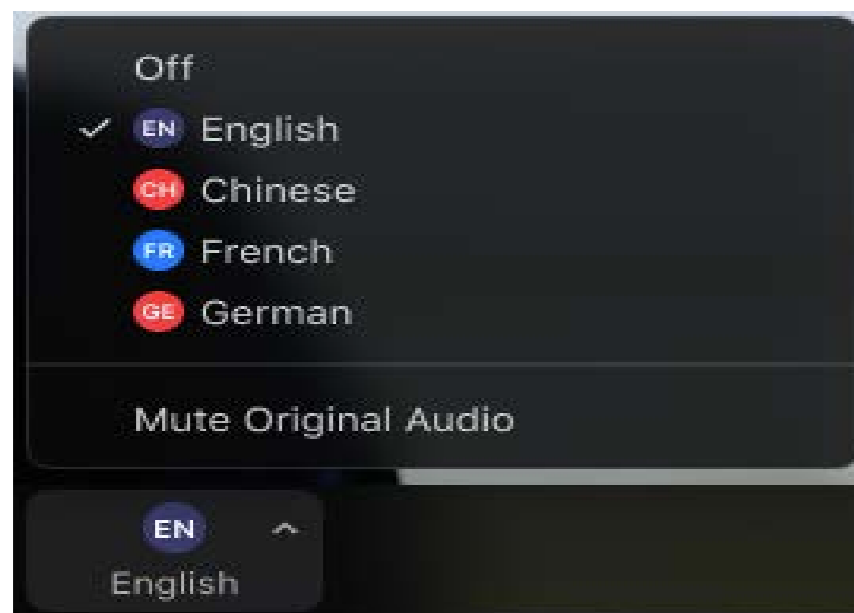 Off
EN English
CH Chinese
FR French
GE German
Mute Original Audio
EN
English